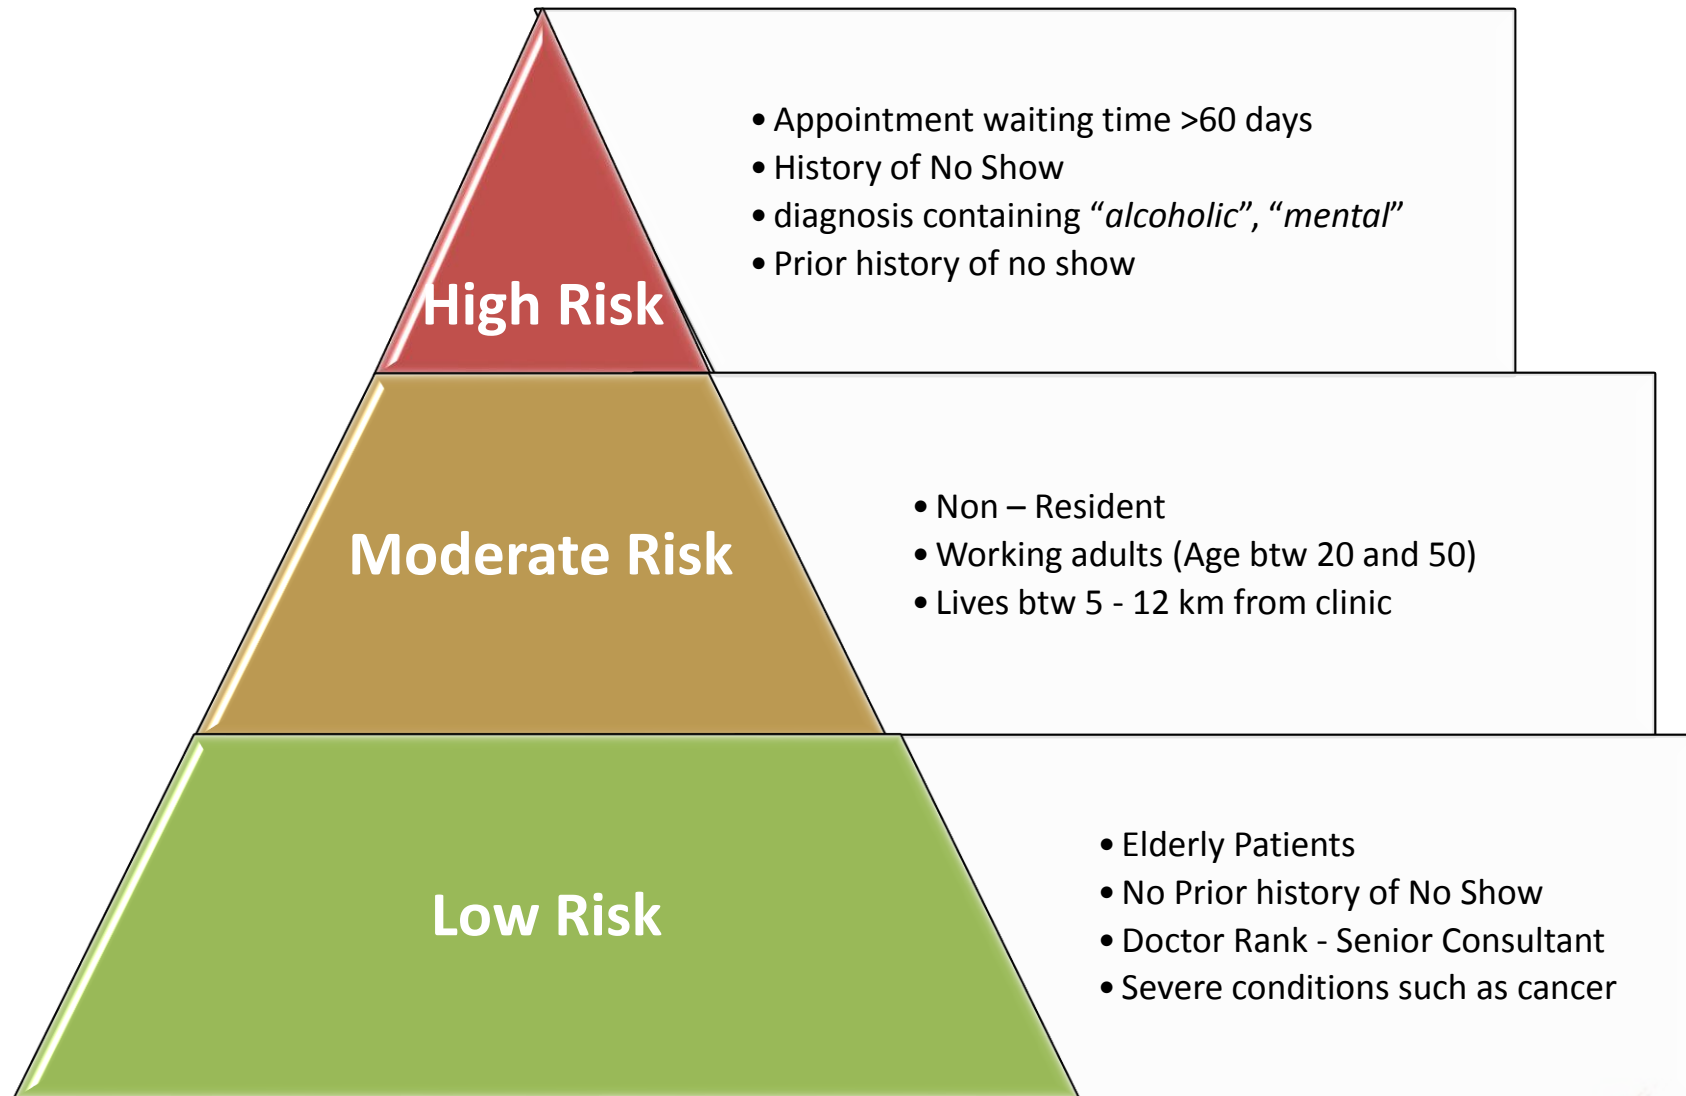 • Appointment waiting time >60 days
• History of No Show
• diagnosis containing “alcoholic”, “mental”
• Prior history of no show
High Risk
• Non – Resident
• Working adults (Age btw 20 and 50)
• Lives btw 5 - 12 km from clinic
Moderate Risk
• Elderly Patients
• No Prior history of No Show
• Doctor Rank - Senior Consultant
• Severe conditions such as cancer
Low Risk